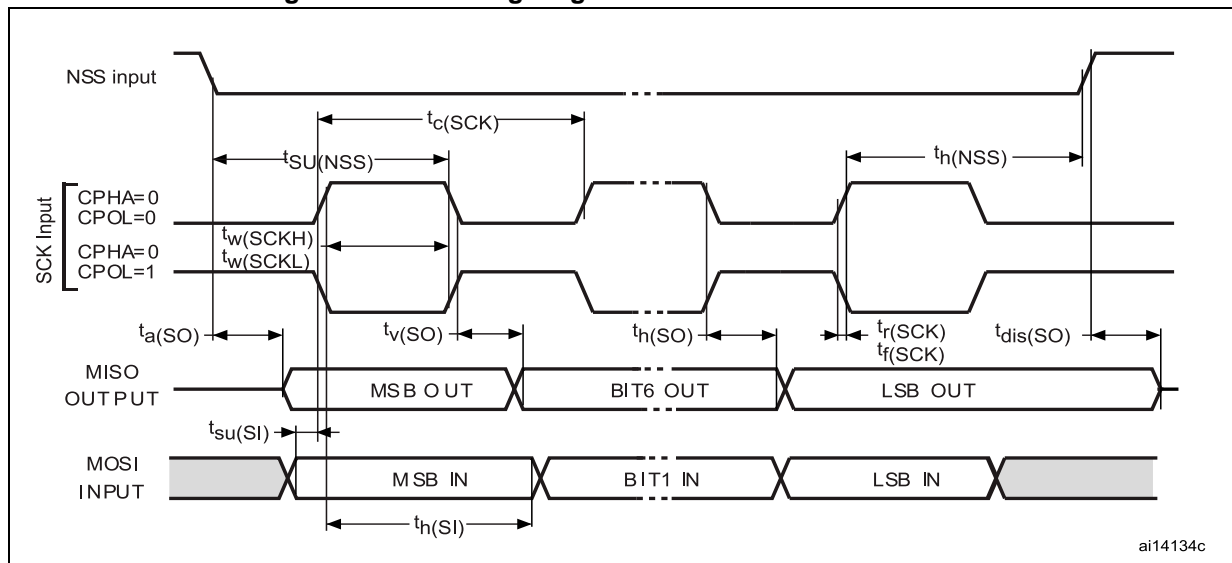 NSS input
tc(SCK)
tSU(NSS)
th(NSS)
SCK Input
CPHA=0
CPOL=0
tw(SCKH)
CPHA=0
tw(SCKL)
CPOL=1
ta(SO)
tv(SO)
th(SO)
tr(SCK)
tf(SCK)
tdis(SO)
MISO
OUTPUT
MSB OUT
BIT6 OUT
LSB OUT
tsu(SI)
MOSI
INPUT
MSB IN
BIT1 IN
LSB IN
th(SI)
ai14134c